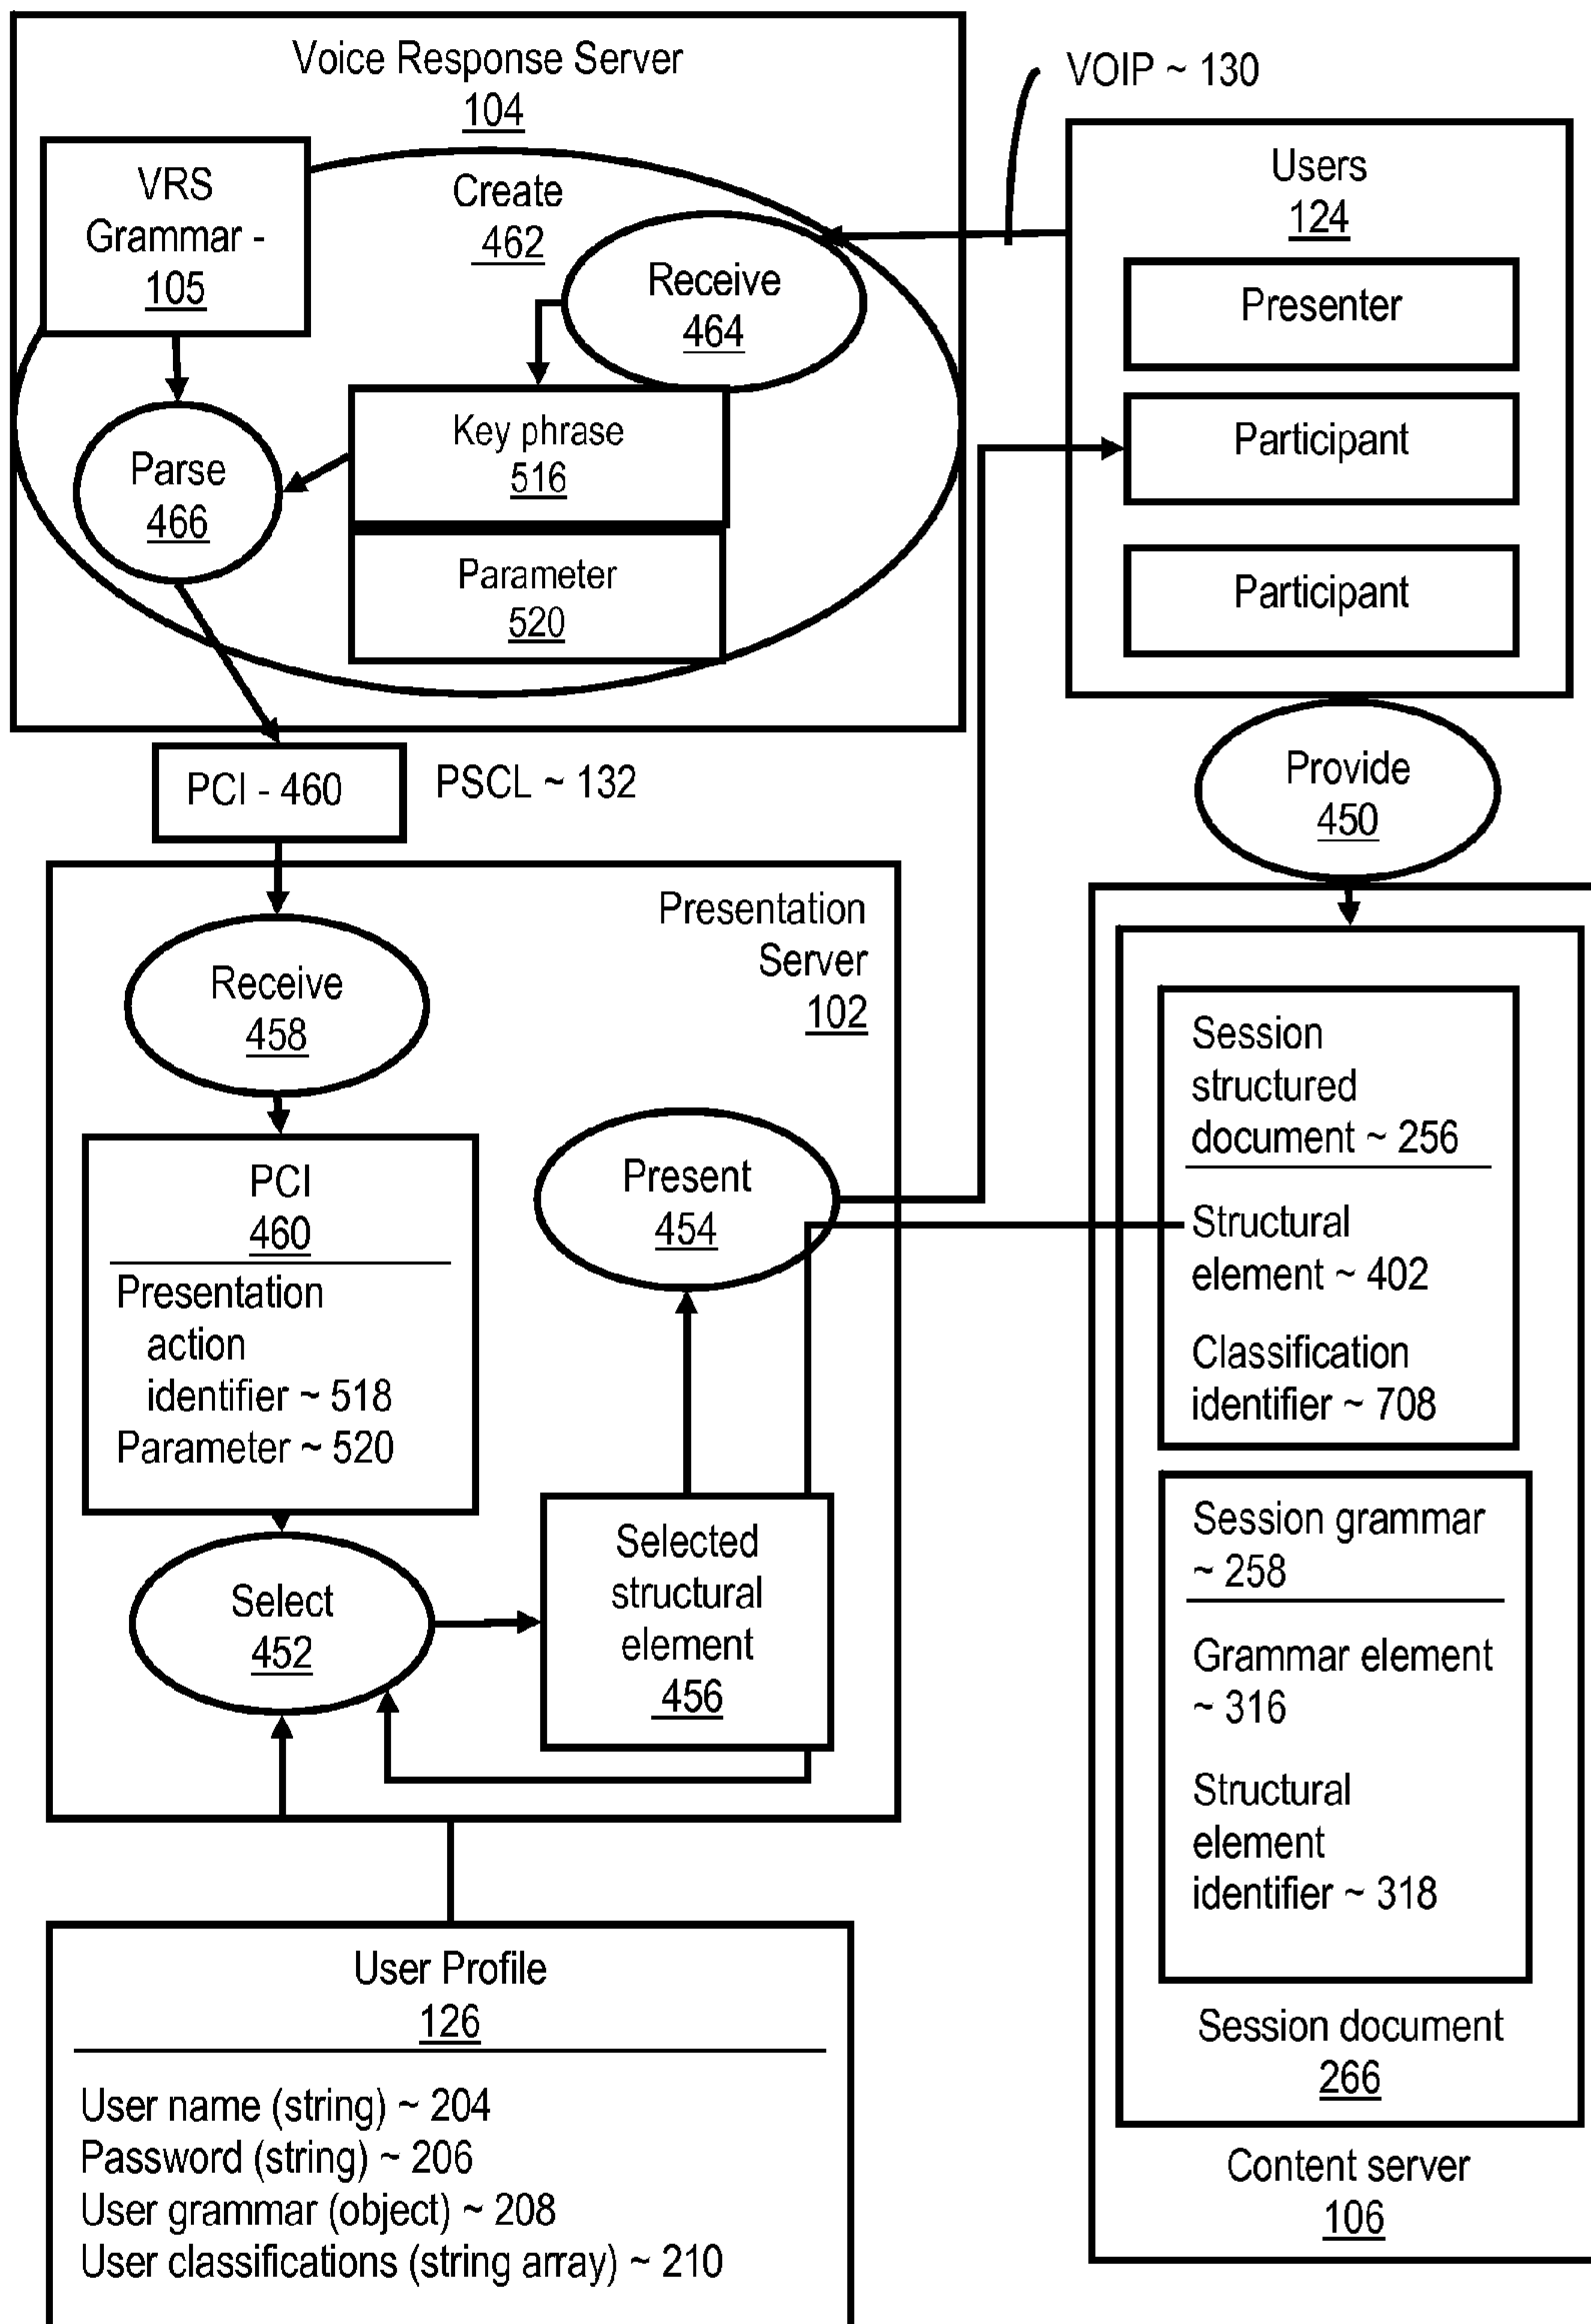 Voice Response Server
104
VOIP ~ 130
VRS
Grammar -
105
Create
462
Receive
464
Key phrase
516
Parse
466
Parameter
520
Users
124
Presenter
Participant
Participant
PCI - 460
PSCL ~ 132
Provide
450
Presentation
Server
102
Receive
458
PCI
460
Presentation
action
identifier ~ 518
Parameter ~ 520
Present
454
Select
452
Selected
structural
element
456
Session
structured
document ~ 256
Structural
element ~ 402
Classification
identifier ~ 708
Session grammar
~ 258
Grammar element
~ 316
Structural
element
identifier ~ 318
Session document
266
Content server
106
User Profile
126
User name (string) ~ 204
Password (string) ~ 206
User grammar (object) ~ 208
User classifications (string array) ~ 210